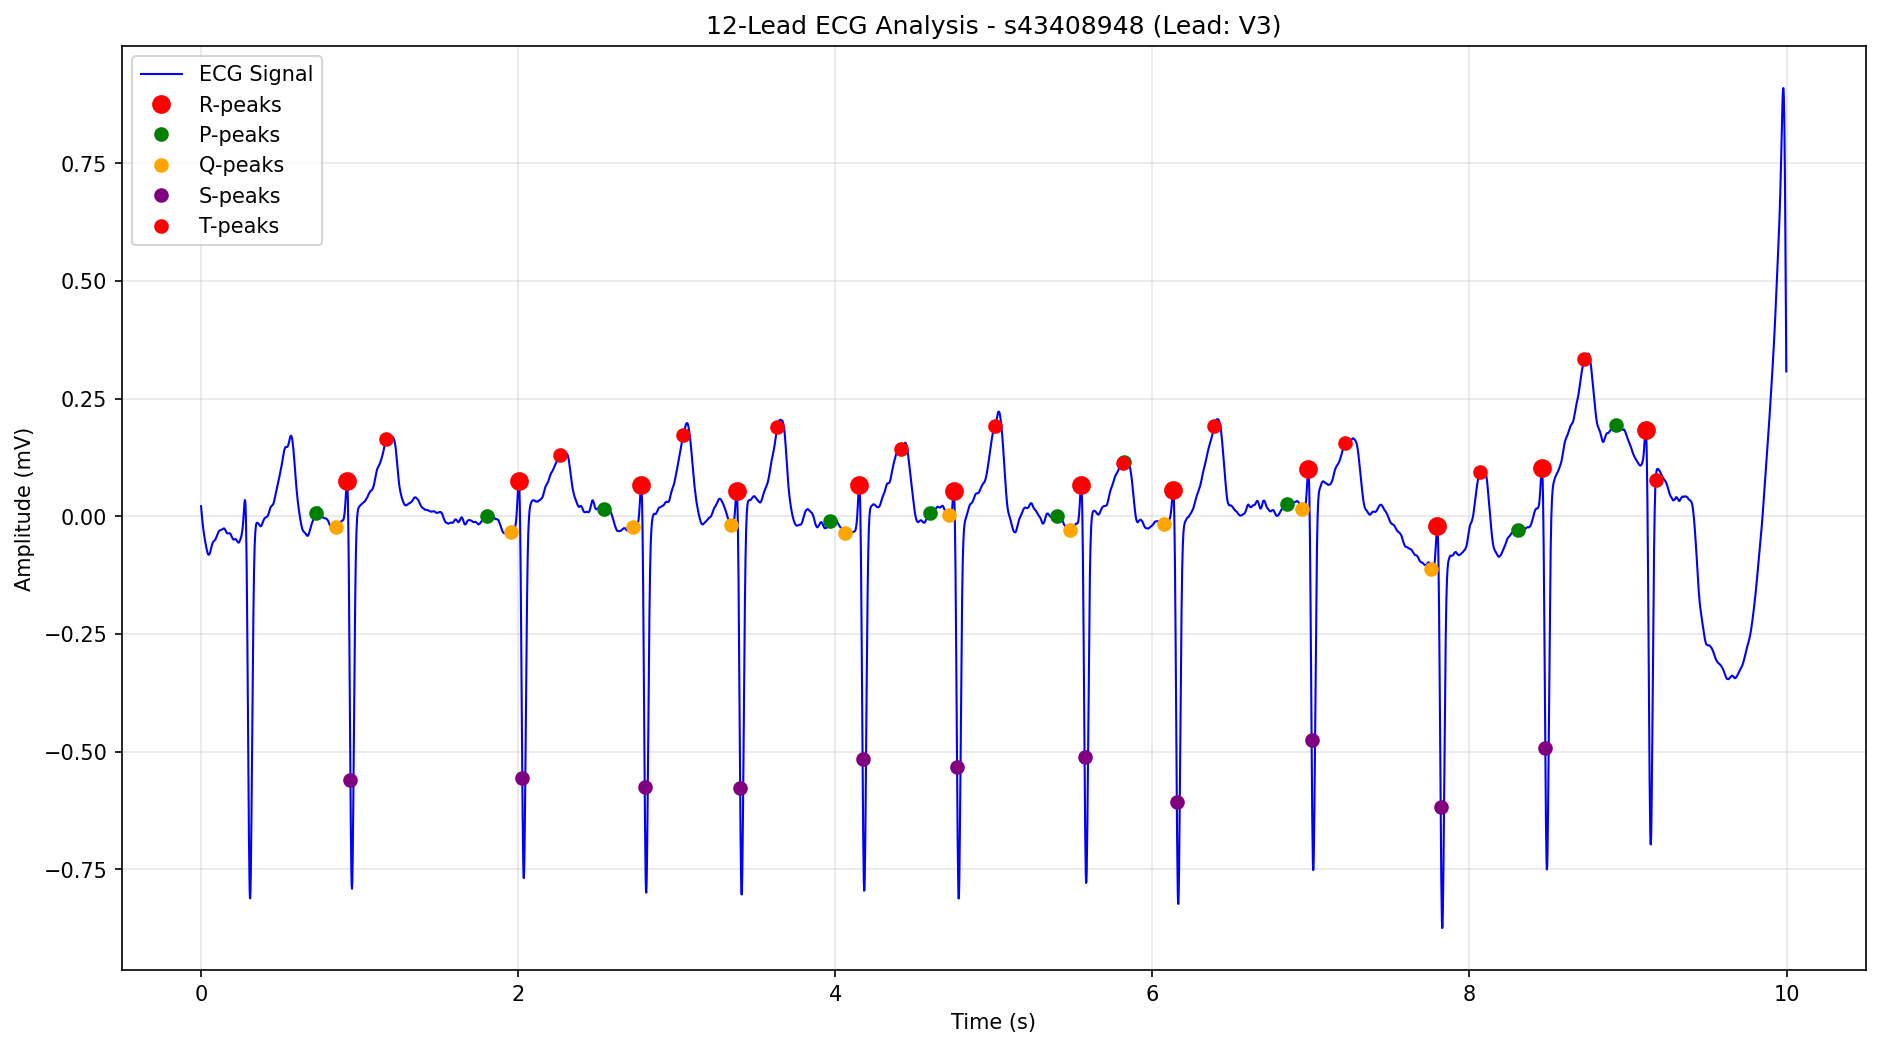 12-Lead ECG Analysis - s43408948 (Lead: V3)
ECG Signal
R-peaks
P-peaks
Q-peaks
S-peaks
T-peaks
Amplitude (mV)
0.75
0.50
0.25
0.00
−0.25
−0.50
−0.75
0 2 4 6 8 10
Time (s)